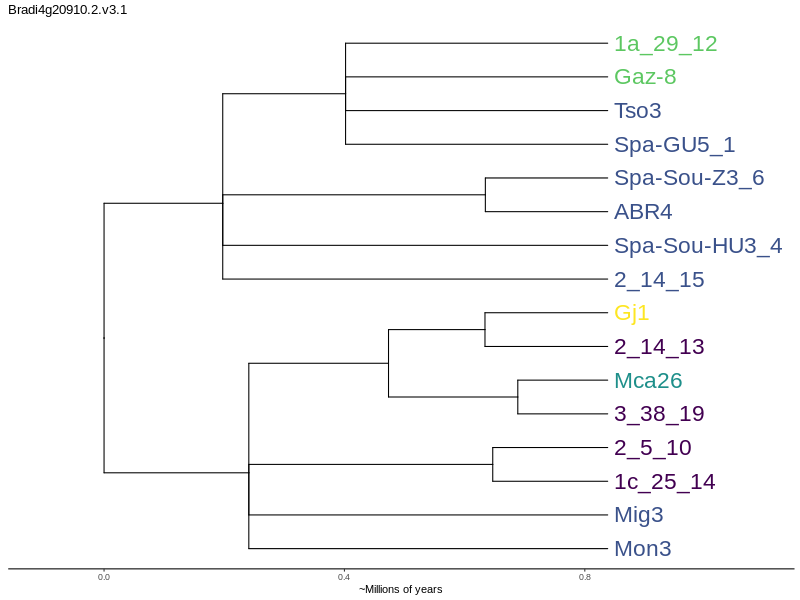 Bradi4g20910.2.v3.1
1a_29_12
Gaz-8
Tso3
Spa-GU5_1
Spa-Sou-Z3_6
ABR4
Spa-Sou-HU3_4
2_14_15
Gj1
2_14_13
Mca26
3_38_19
2_5_10
1c_25_14
Mig3
Mon3
0.0 0.4 0.8
~Millions of years